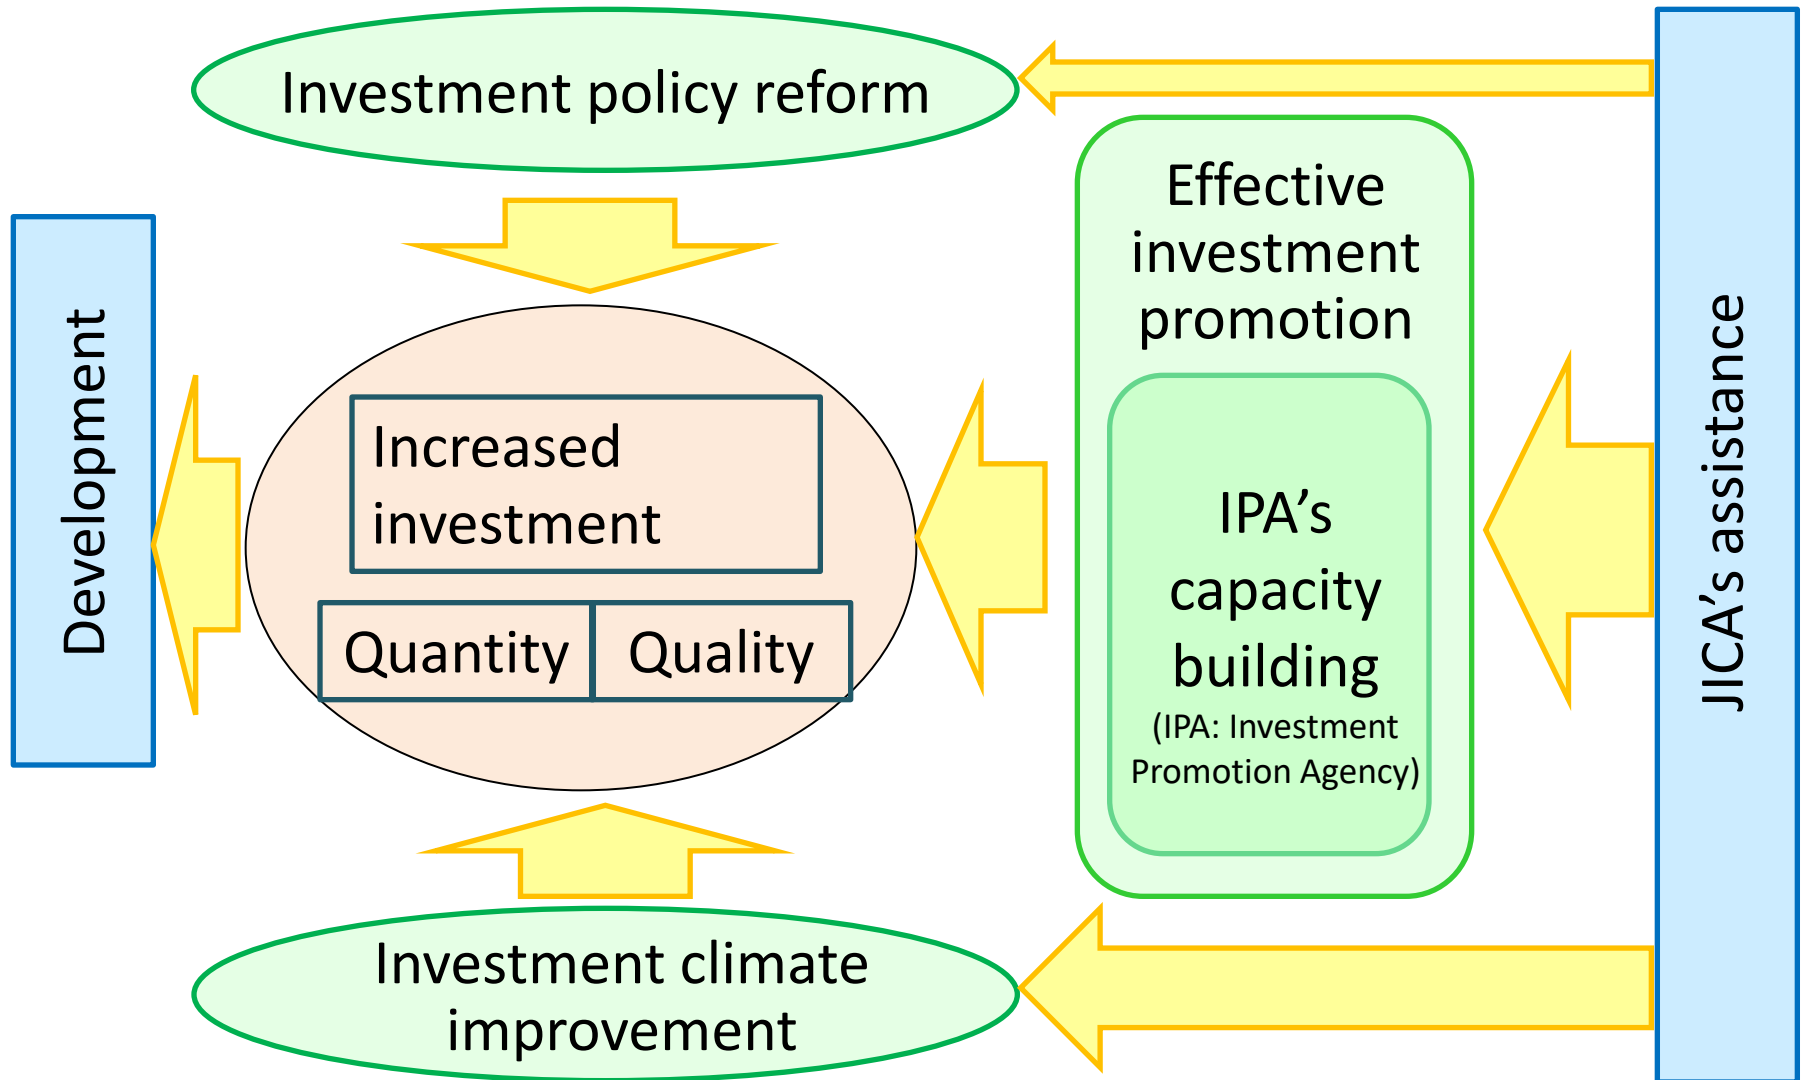 Investment policy reform
Effective
investment
promotion
Development
Increased
investment
Quantity
Quality
IPA’s
capacity
building
(IPA: Investment
Promotion Agency)
JICA’s assistance
Investment climate
improvement